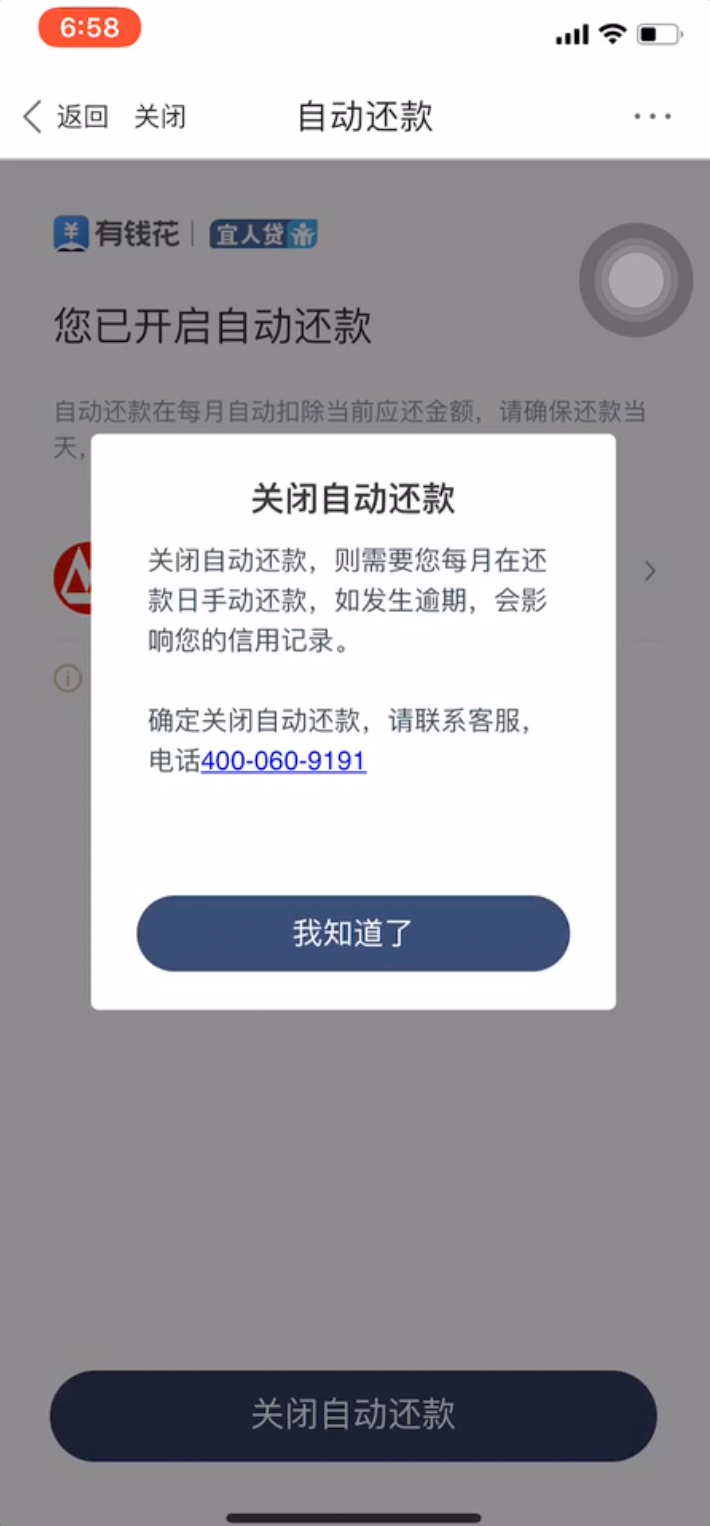 6:58
返回 关闭 自动还款
有钱花 宜人贷
您已开启自动还款
自动还款在每月自动扣除当前应还金额，请确保还款当
天，
关闭自动还款
关闭自动还款，则需要您每月在还
款日手动还款，如发生逾期，会影
响您的信用记录。
确定关闭自动还款，请联系客服，
电话400-060-9191
我知道了
关闭自动还款